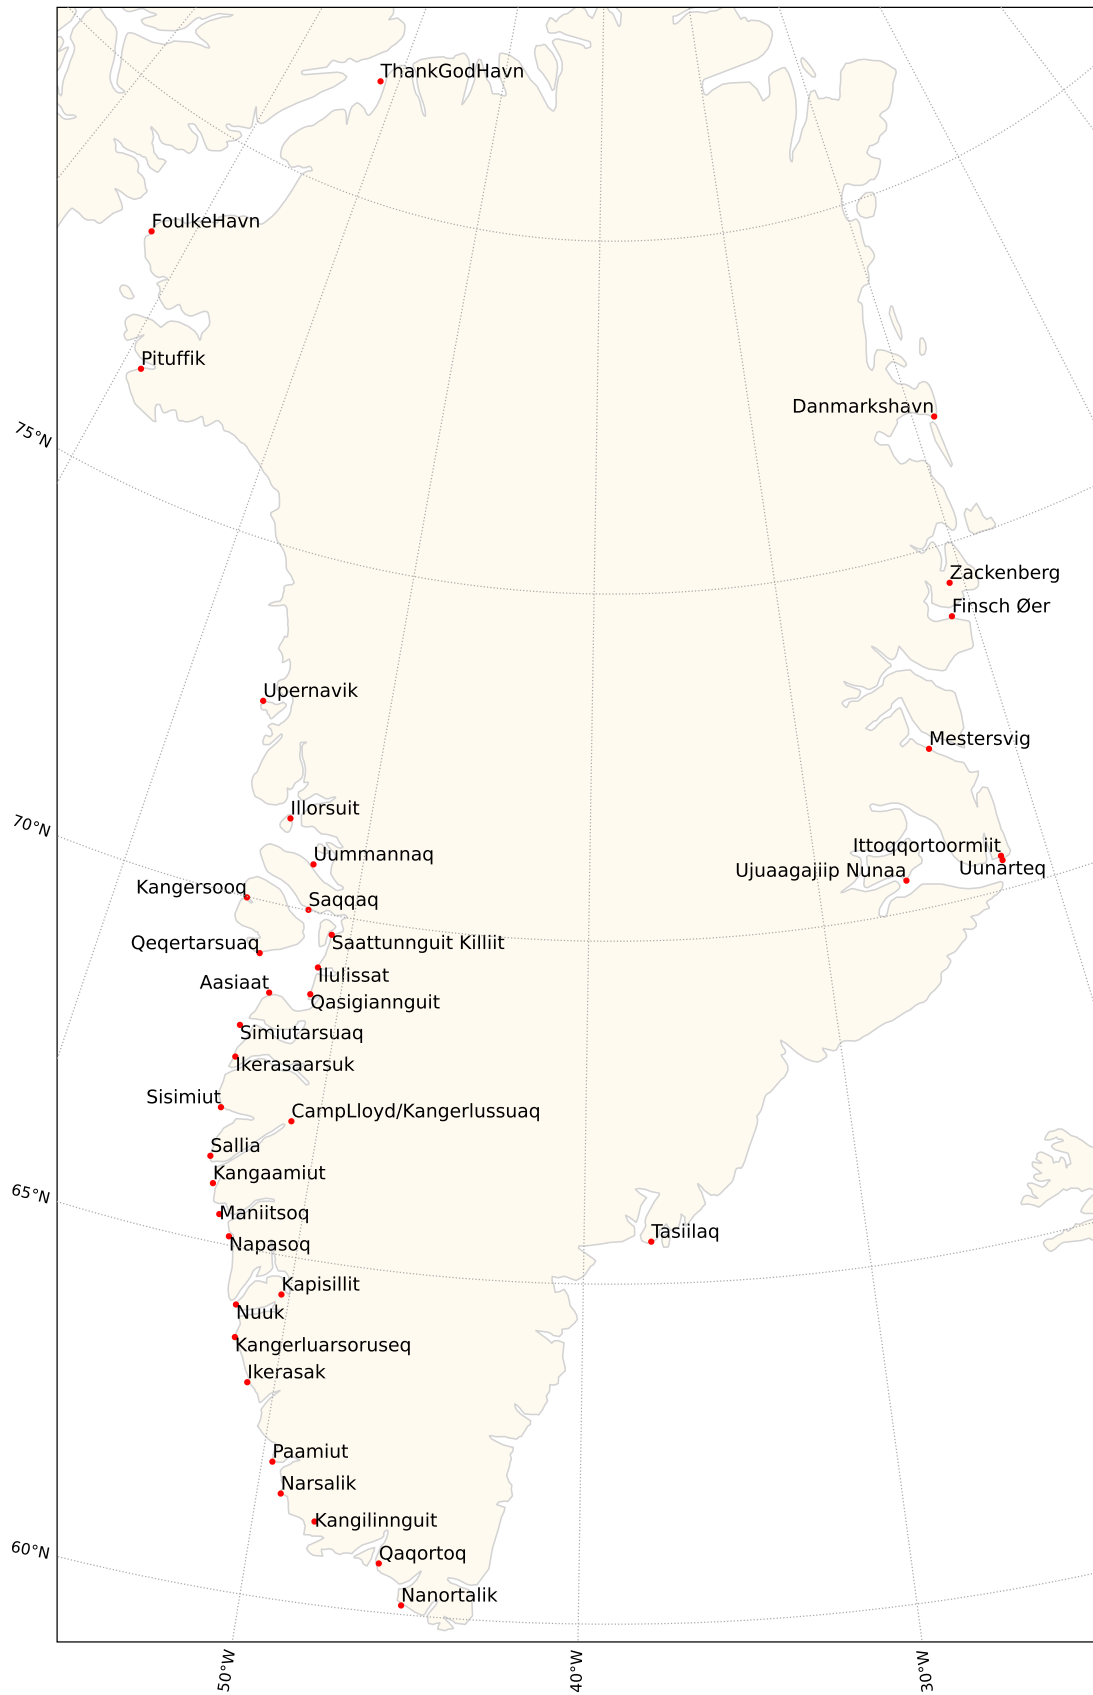 ThankGodHavn
FoulkeHavn
Pituffik
Danmarkshavn
75°N
Zackenberg
Finsch Øer
Upernavik
Mestersvig
Illorsuit
70°N
Ittoqqortoormiit
Uummannaq
Uunarteq
Ujuaagajiip Nunaa
Kangersooq
Saqqaq
Qeqertarsuaq
Saattunnguit Killiit
Ilulissat
Aasiaat
Qasigiannguit
Simiutarsuaq
Ikerasaarsuk
Sisimiut
CampLloyd/Kangerlussuaq
Sallia
Kangaamiut
65°N
Maniitsoq
Tasiilaq
Napasoq
Kapisillit
Nuuk
Kangerluarsoruseq
Ikerasak
Paamiut
Narsalik
Kangilinnguit
60°N
Qaqortoq
Nanortalik
50°W
40°W
30°W